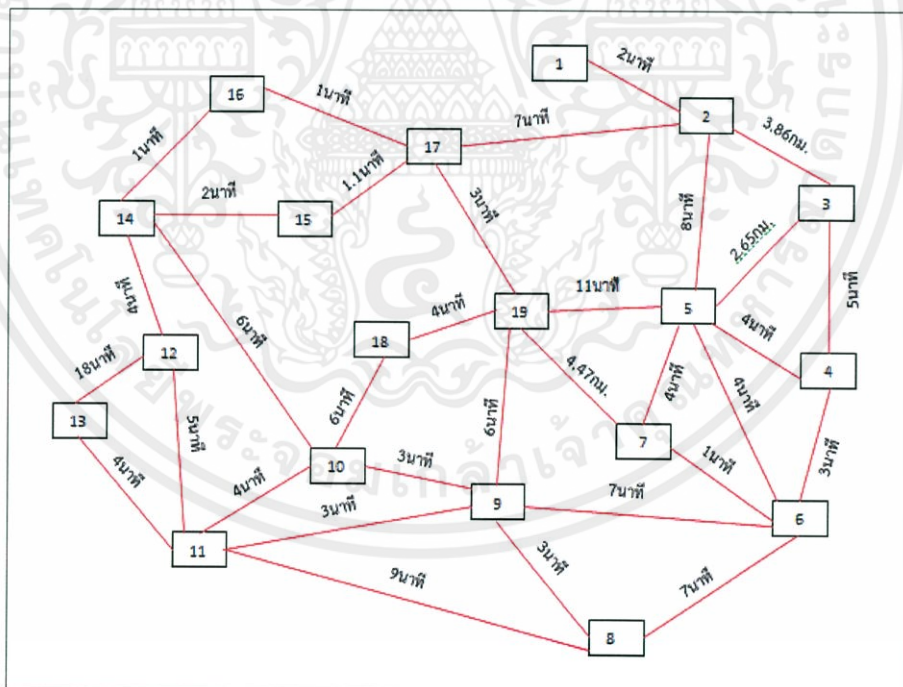 1
2นาที
16
1นาที
2
7นาที
3.86กม.
17
1นาที
1.1นาที
3
2นาที
14
15
3นาที
8นาที
2.65กม.
11นาที
5
19
4นาที
5นาที
6นาที
18
4นาที
12
4
18นาที
4.47กม.
4นาที
4นาที
6นาที
13
5นาที
7
3นาที
1นาที
10
3นาที
6นาที
4นาที
4นาที
9
7นาที
6
3นาที
11
3นาที
9นาที
7นาที
8